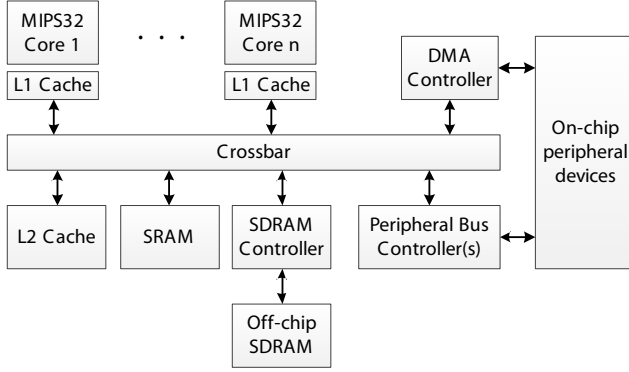 MIPS32
Core 1
. . .
MIPS32
Core n
L1 Cache
L1 Cache
DMA
Controller
On-chip
peripheral
devices
Crossbar
L2 Cache
SRAM
SDRAM
Controller
Peripheral Bus
Controller(s)
Off-chip
SDRAM